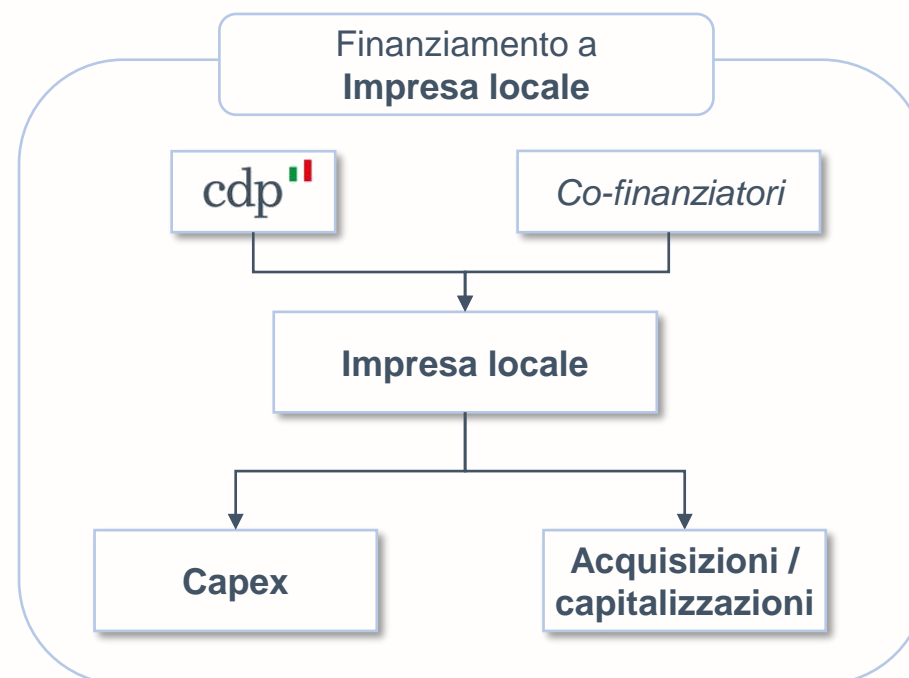 Finanziamento a
Impresa locale
cdp
Co-finanziatori
Impresa locale
Capex
Acquisizioni /
capitalizzazioni